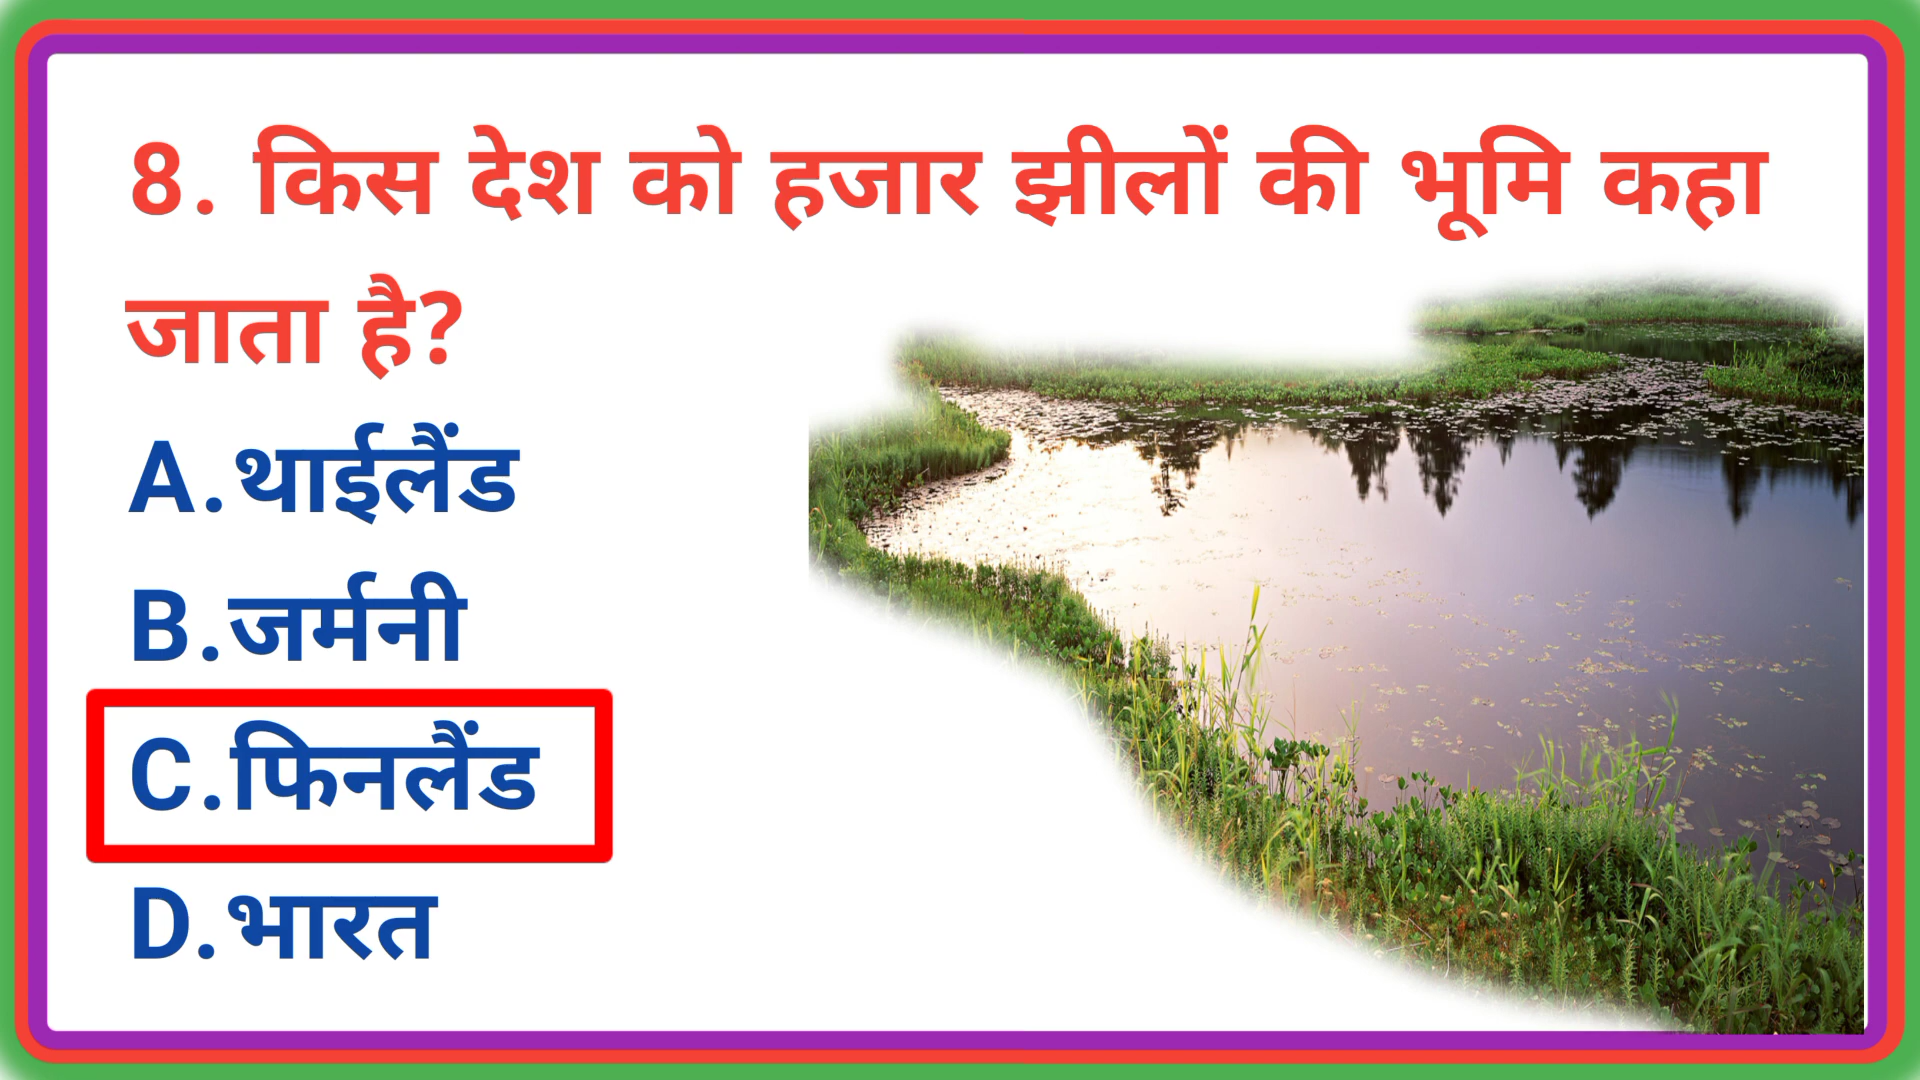 8. किस देश को हजार झीलों की भूमि कहा
जाता है?
A.थाईलैंड
B.जर्मनी
C.फिनलैंड
D.भारत